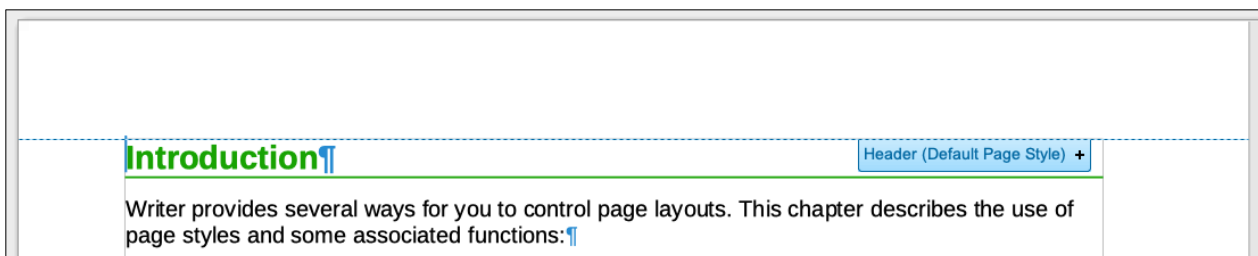 Introduction¶
Header (Default Page Style) +
Writer provides several ways for you to control page layouts. This chapter describes the use of
page styles and some associated functions:¶